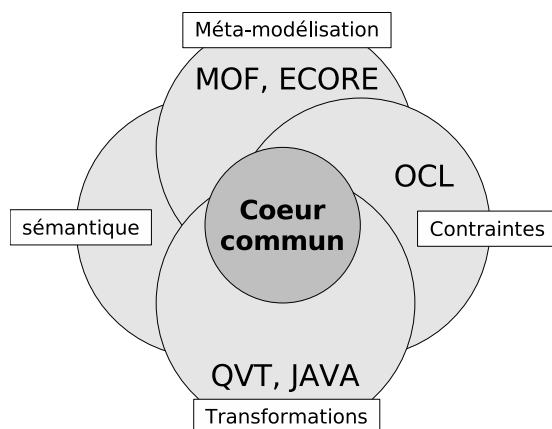 Méta-modélisation
MOF, ECORE
OCL
Coeur
commun
sémantique
Contraintes
QVT, JAVA
Transformations